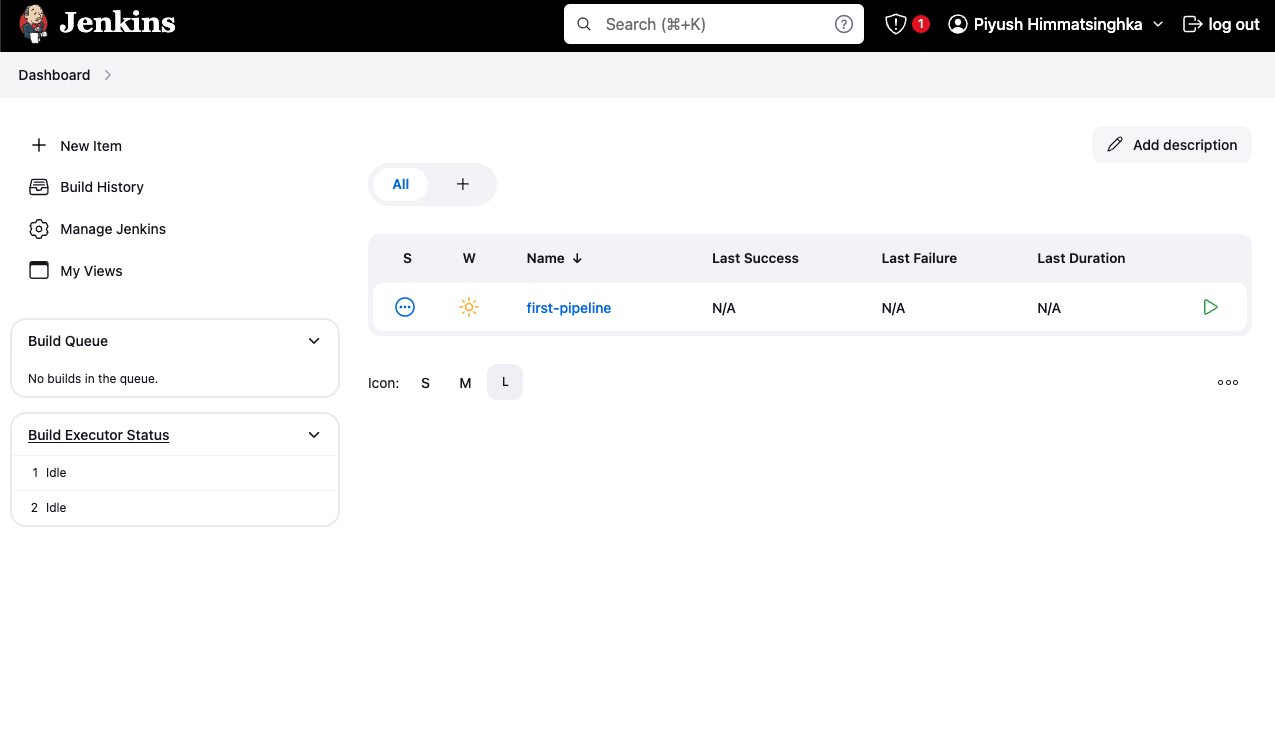 Jenkins
Search (⌘+K)
1
Piyush Himmatsinghka
log out
Dashboard
New Item
Build History
Manage Jenkins
My Views
Build Queue
No builds in the queue.
Build Executor Status
1 Idle
2 Idle
Add description
All +
S W Name ↓ Last Success Last Failure Last Duration
first-pipeline N/A N/A N/A
Icon: S M L